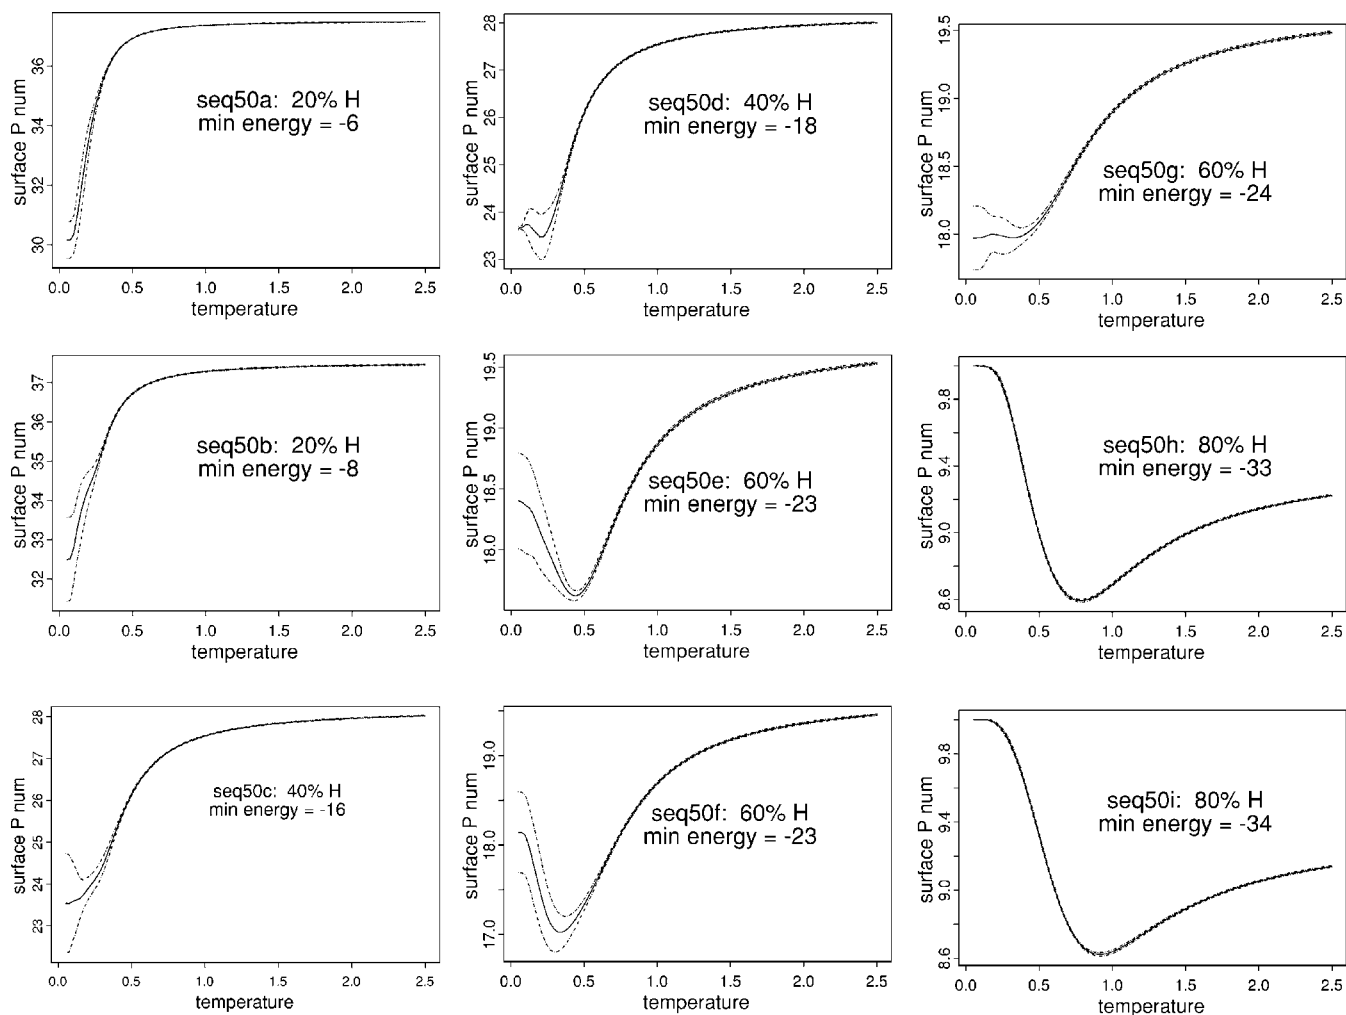 surface P num
36
34
32
30
seq50a: 20% H
min energy = -6
0.0 0.5 1.0 1.5 2.0 2.5
temperature
surface P num
28
27
26
24
23
seq50d: 40% H
min energy = -18
0.0 0.5 1.0 1.5 2.0 2.5
temperature
surface P num
19.5
19.0
18.5
18.0
seq50g: 60% H
min energy = -24
0.0 0.5 1.0 1.5 2.0 2.5
temperature
surface P num
37
36
35
34
33
32
seq50b: 20% H
min energy = -8
0.0 0.5 1.0 1.5 2.0 2.5
temperature
surface P num
19.5
19.0
18.5
18.0
seq50e: 60% H
min energy = -23
0.0 0.5 1.0 1.5 2.0 2.5
temperature
surface P num
9.8
9.4
9.0
8.6
seq50h: 80% H
min energy = -33
0.0 0.5 1.0 1.5 2.0 2.5
temperature
surface P num
28
27
26
25
24
23
seq50c: 40% H
min energy = -16
0.0 0.5 1.0 1.5 2.0 2.5
temperature
surface P num
19.0
18.0
17.0
seq50f: 60% H
min energy = -23
0.0 0.5 1.0 1.5 2.0 2.5
temperature
surface P num
9.8
9.4
9.0
8.6
seq50i: 80% H
min energy = -34
0.0 0.5 1.0 1.5 2.0 2.5
temperature